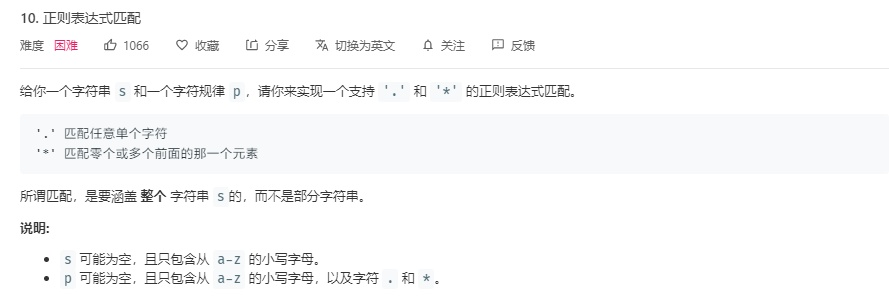 10. 正则表达式匹配
难度 困难 1066 收藏 分享 切换为英文 关注 反馈
给你一个字符串 s 和一个字符规律 p，请你来实现一个支持 '.' 和 '*' 的正则表达式匹配。
'.' 匹配任意单个字符
'*' 匹配零个或多个前面的那一个元素
所谓匹配，是要涵盖 整个 字符串 s 的，而不是部分字符串。
说明:
• s 可能为空，且只包含从 a-z 的小写字母。
• p 可能为空，且只包含从 a-z 的小写字母，以及字符 . 和 *。